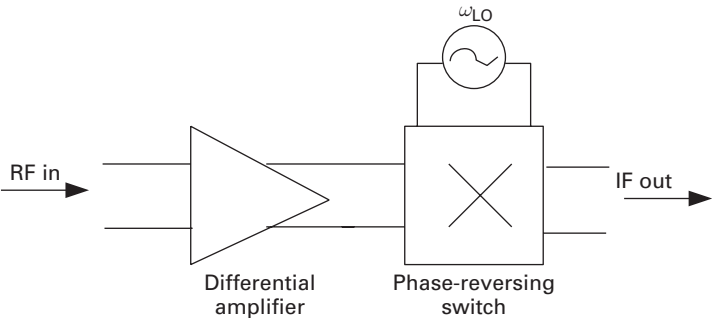 ωLO
RF in
IF out
Differential
amplifier
Phase-reversing
switch